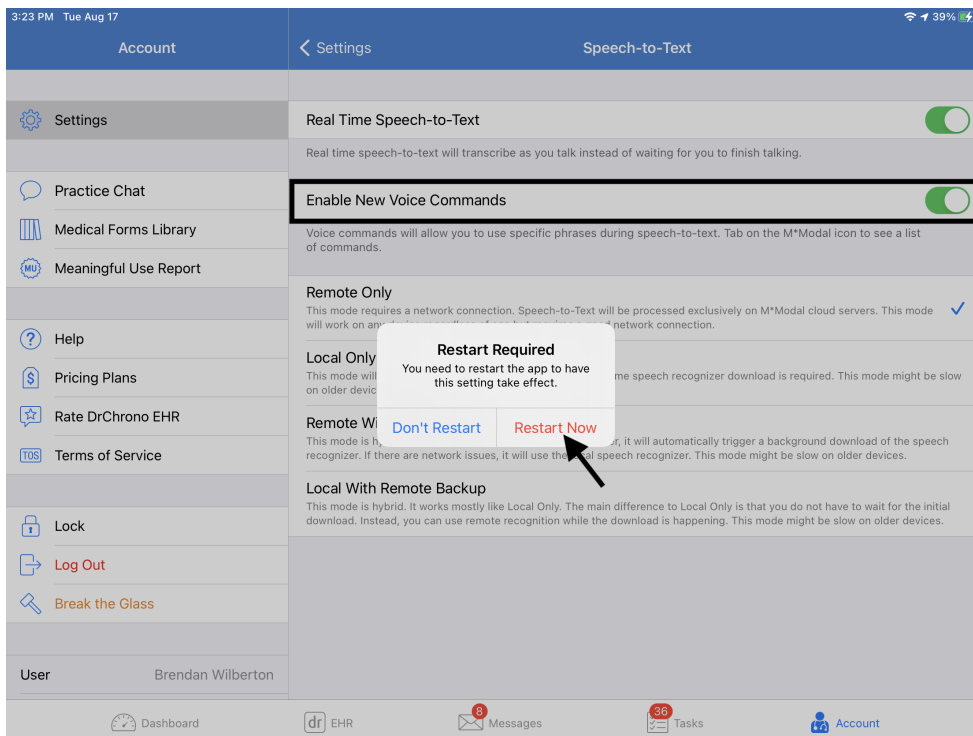 3:23 PM Tue Aug 17
39%
Account
Settings
Speech-to-Text
Settings
Practice Chat
Medical Forms Library
MU
Meaningful Use Report
Help
Pricing Plans
Rate DrChrono EHR
TOS
Terms of Service
Lock
Log Out
Break the Glass
User Brendan Wilberton
Real Time Speech-to-Text
Real time speech-to-text will transcribe as you talk instead of waiting for you to finish talking.
Enable New Voice Commands
Voice commands will allow you to use specific phrases during speech-to-text. Tab on the M*Modal icon to see a list
of commands.
Remote Only
This mode requires a network connection. Speech-to-Text will be processed exclusively on M*Modal cloud servers. This mode
will work on any network connection.
Local Only
This mode will me speech recognizer download is required. This mode might be slow
on older
Remote
This mode is it will automatically trigger a background download of the speech
recognizer. If there are network issues, it will use the speech recognizer. This mode might be slow on older devices.
Local With Remote Backup
This mode is hybrid. It works mostly like Local Only. The main difference to Local Only is that you do not have to wait for the initial
download. Instead, you can use remote recognition while the download is happening. This mode might be slow on older devices.
Restart Required
You need to restart the app to have
this setting take effect.
Don't Restart Restart Now
Dashboard
dr EHR
8
Messages
36
Tasks
Account